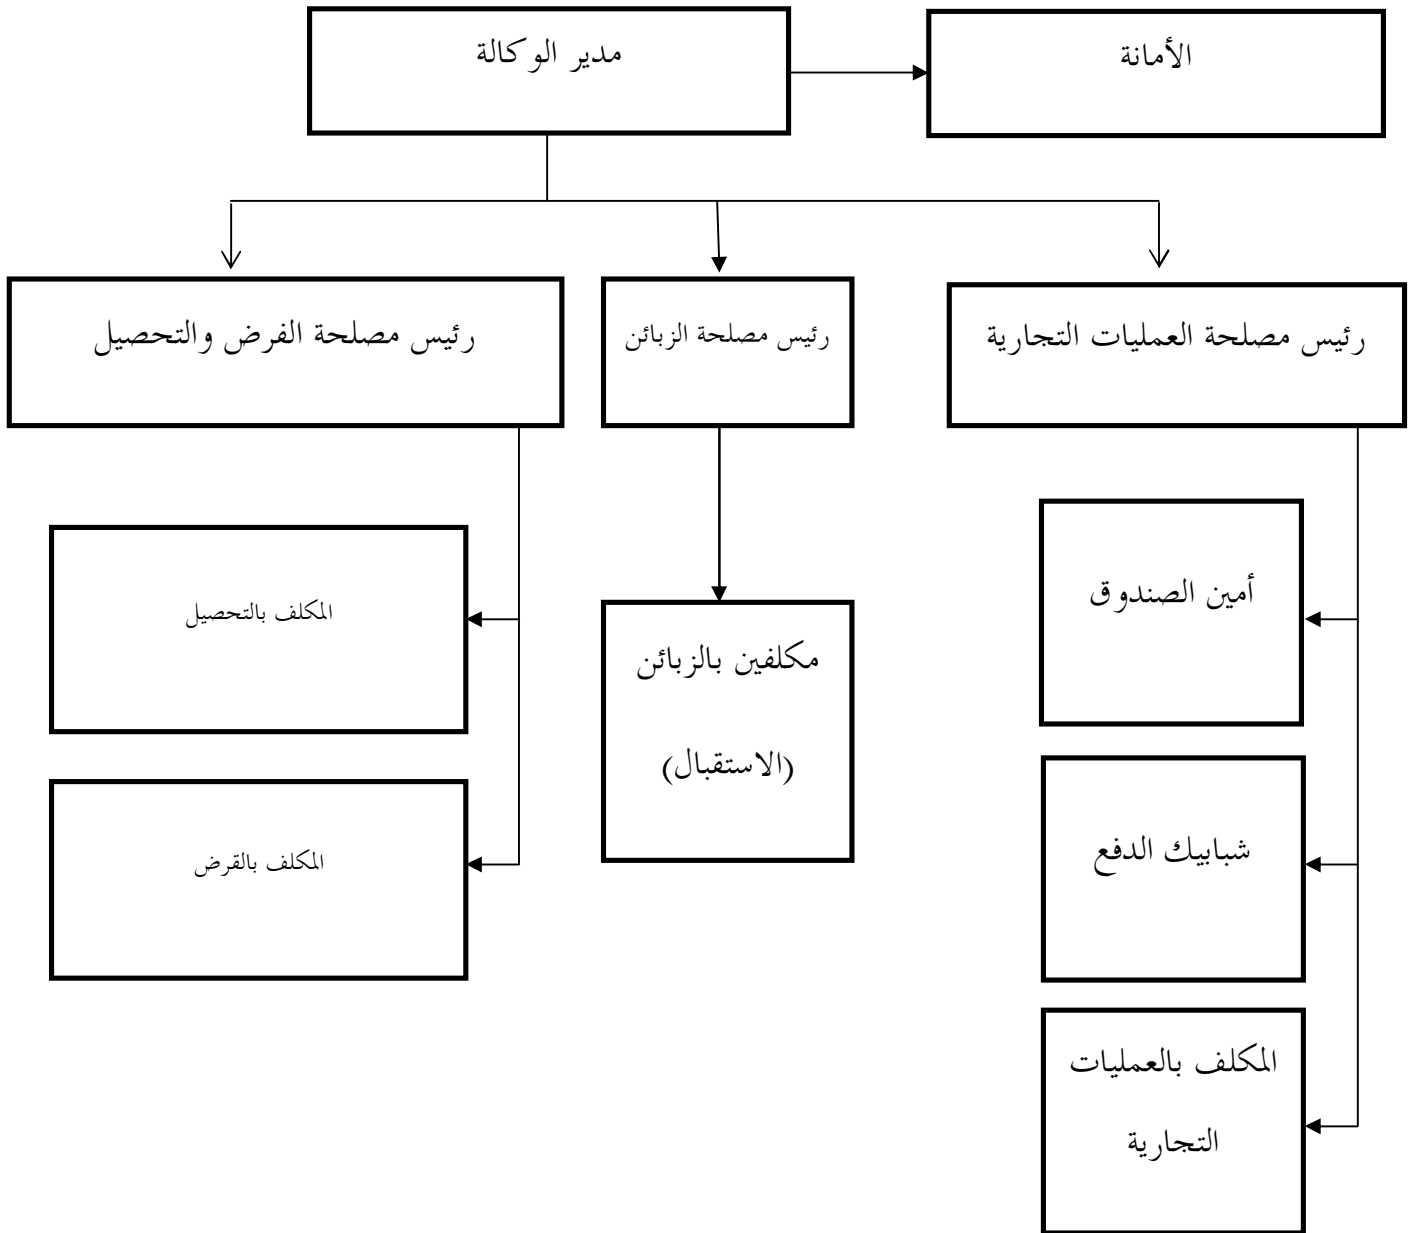 مدير الوكالة
الأمانة
رئيس مصلحة العمليات التجارية
رئيس مصلحة الزبائن
رئيس مصلحة الفرض والتحصيل
أمين الصندوق
شبابيك الدفع
المكلف بالعمليات
التجارية
مكلفين بالزبائن
(الاستقبال)
المكلف بالتحصيل
المكلف بالقرض